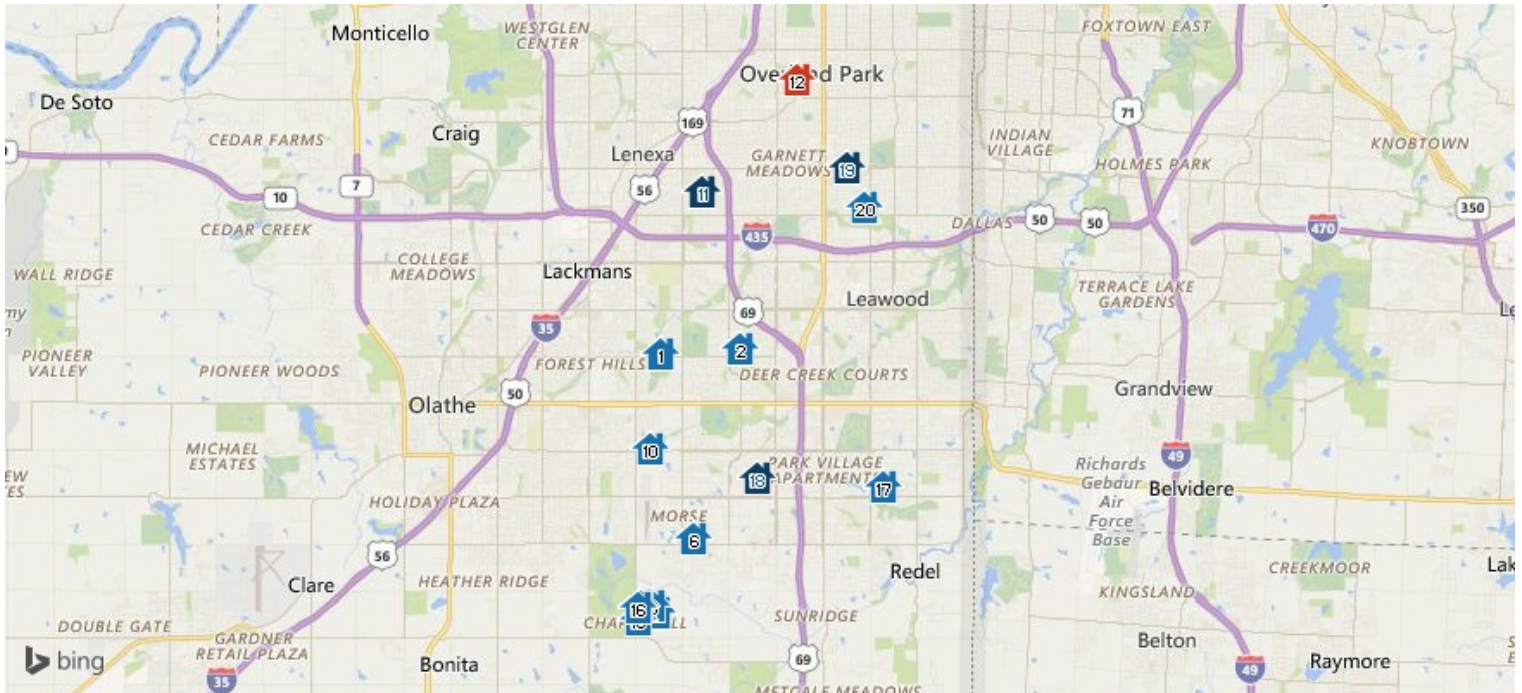 Monticello
WESTGLEN
CENTER
FOXTOWN EAST
De Soto
12
CEDAR FARMS
Craig
169
71
INDIAN
VILLAGE
KNOBTOWN
Lenexa
GARNETT
MEADOWS
HOLMES PARK
7
10
56
11
19
20
50
50
350
CEDAR CREEK
435
DALLAS
470
COLLEGE
MEADOWS
WALL RIDGE
Lackmans
TERRACE LAKE
GARDENS
Leawood
69
35
PIONEER
VALLEY
PIONEER WOODS
FOREST HILLS
1
2
DEER CREEK COURTS
50
Grandview
Olathe
MICHAEL
ESTATES
10
49
PARK VILLAGE
APARTMENTS
18
17
Richards
Gebaur
Air
Force
Base
Belvidere
HOLIDAY PLAZA
MORSE
6
56
Clare
HEATHER RIDGE
Redel
CREEKMOOR
KINGSLAND
16
SUNRIDGE
DOUBLE GATE
GARDNER
RETAIL PLAZA
Belton
bing
Bonita
69
Raymore
35
49
METCALF MEADOWS